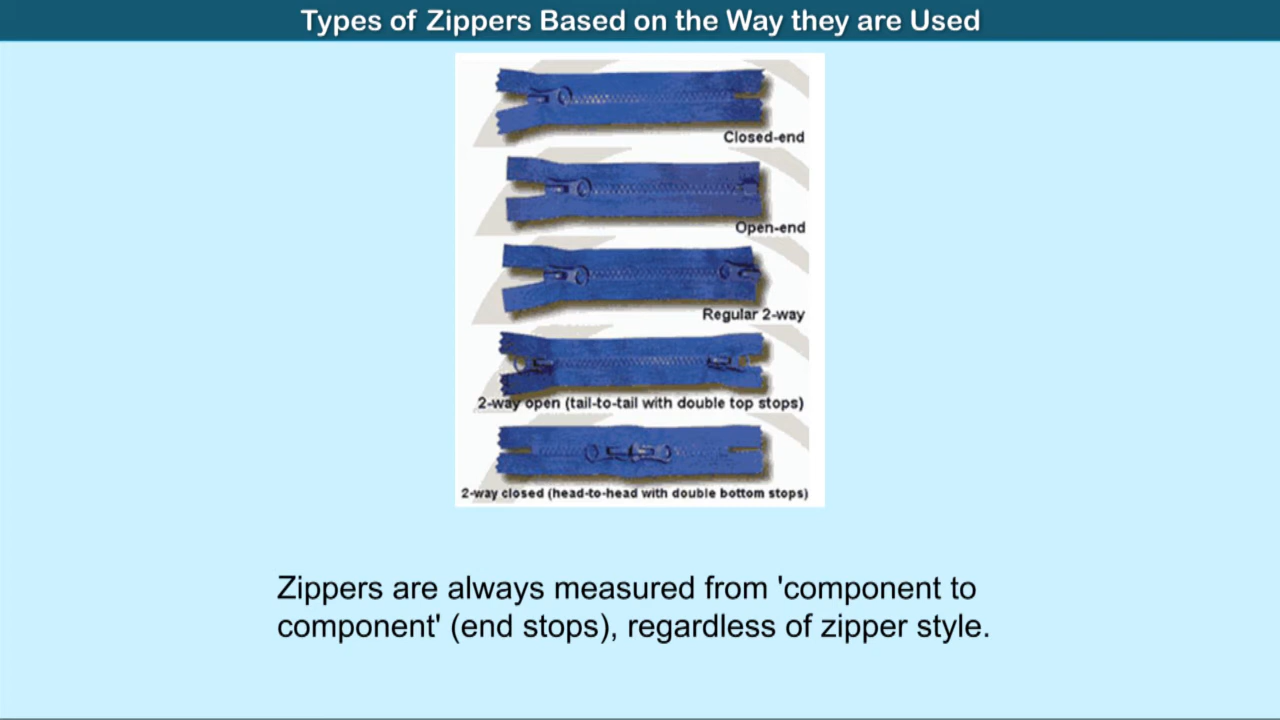 Types of Zippers Based on the Way they are Used
Closed-end
Open-end
Regular 2-way
2-way open (tail-to-tail with double top stops)
2-way closed (head-to-head with double bottom stops)
Zippers are always measured from 'component to
component' (end stops), regardless of zipper style.